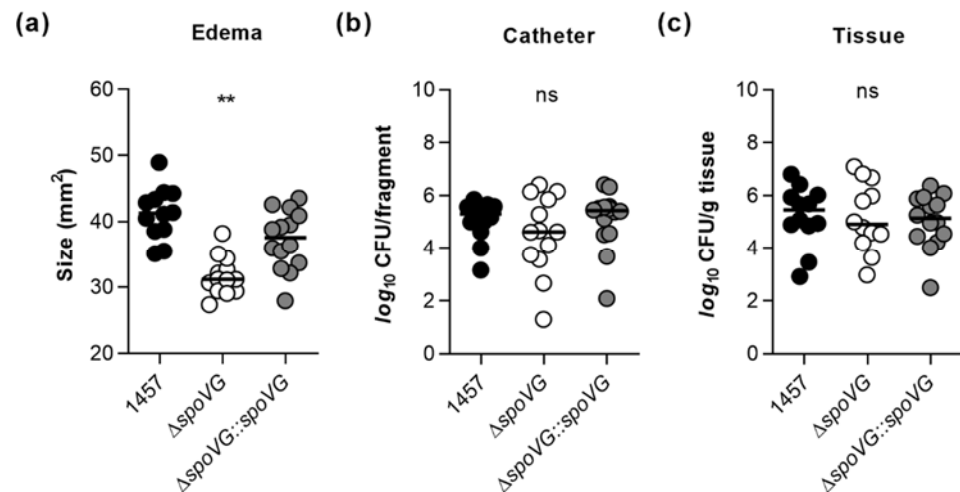 (a)
Edema
Size (mm²)
60
50
40
30
20
**
1457
ΔspoVG
ΔspoVG::spoVG
(b)
Catheter
log₁₀ CFU/fragment
10
8
6
4
2
0
ns
1457
ΔspoVG
ΔspoVG::spoVG
(c)
Tissue
log₁₀ CFU/g tissue
10
8
6
4
2
0
ns
1457
ΔspoVG
ΔspoVG::spoVG